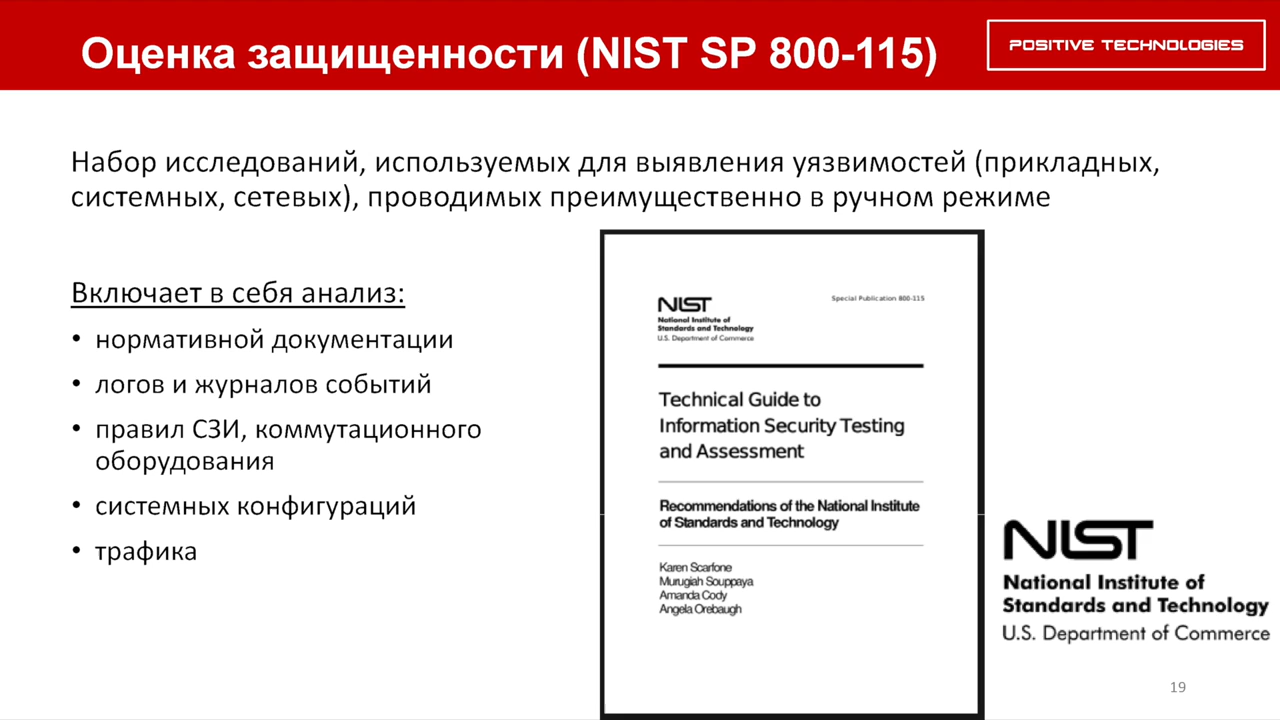 Оценка защищенности (NIST SP 800-115)
POSITIVE TECHNOLOGIES
Набор исследований, используемых для выявления уязвимостей (прикладных,
системных, сетевых), проводимых преимущественно в ручном режиме
Включает в себя анализ:
• нормативной документации
• логов и журналов событий
• правил СЗИ, коммутационного
оборудования
• системных конфигураций
• трафика
NIST
National Institute of
Standards and Technology
U.S. Department of Commerce
Special Publication 800-115
Technical Guide to
Information Security Testing
and Assessment
Recommendations of the National Institute
of Standards and Technology
Karen Scarfone
Murugiah Souppaya
Amanda Cody
Angela Orebaugh
NIST
National Institute of
Standards and Technology
U.S. Department of Commerce
19